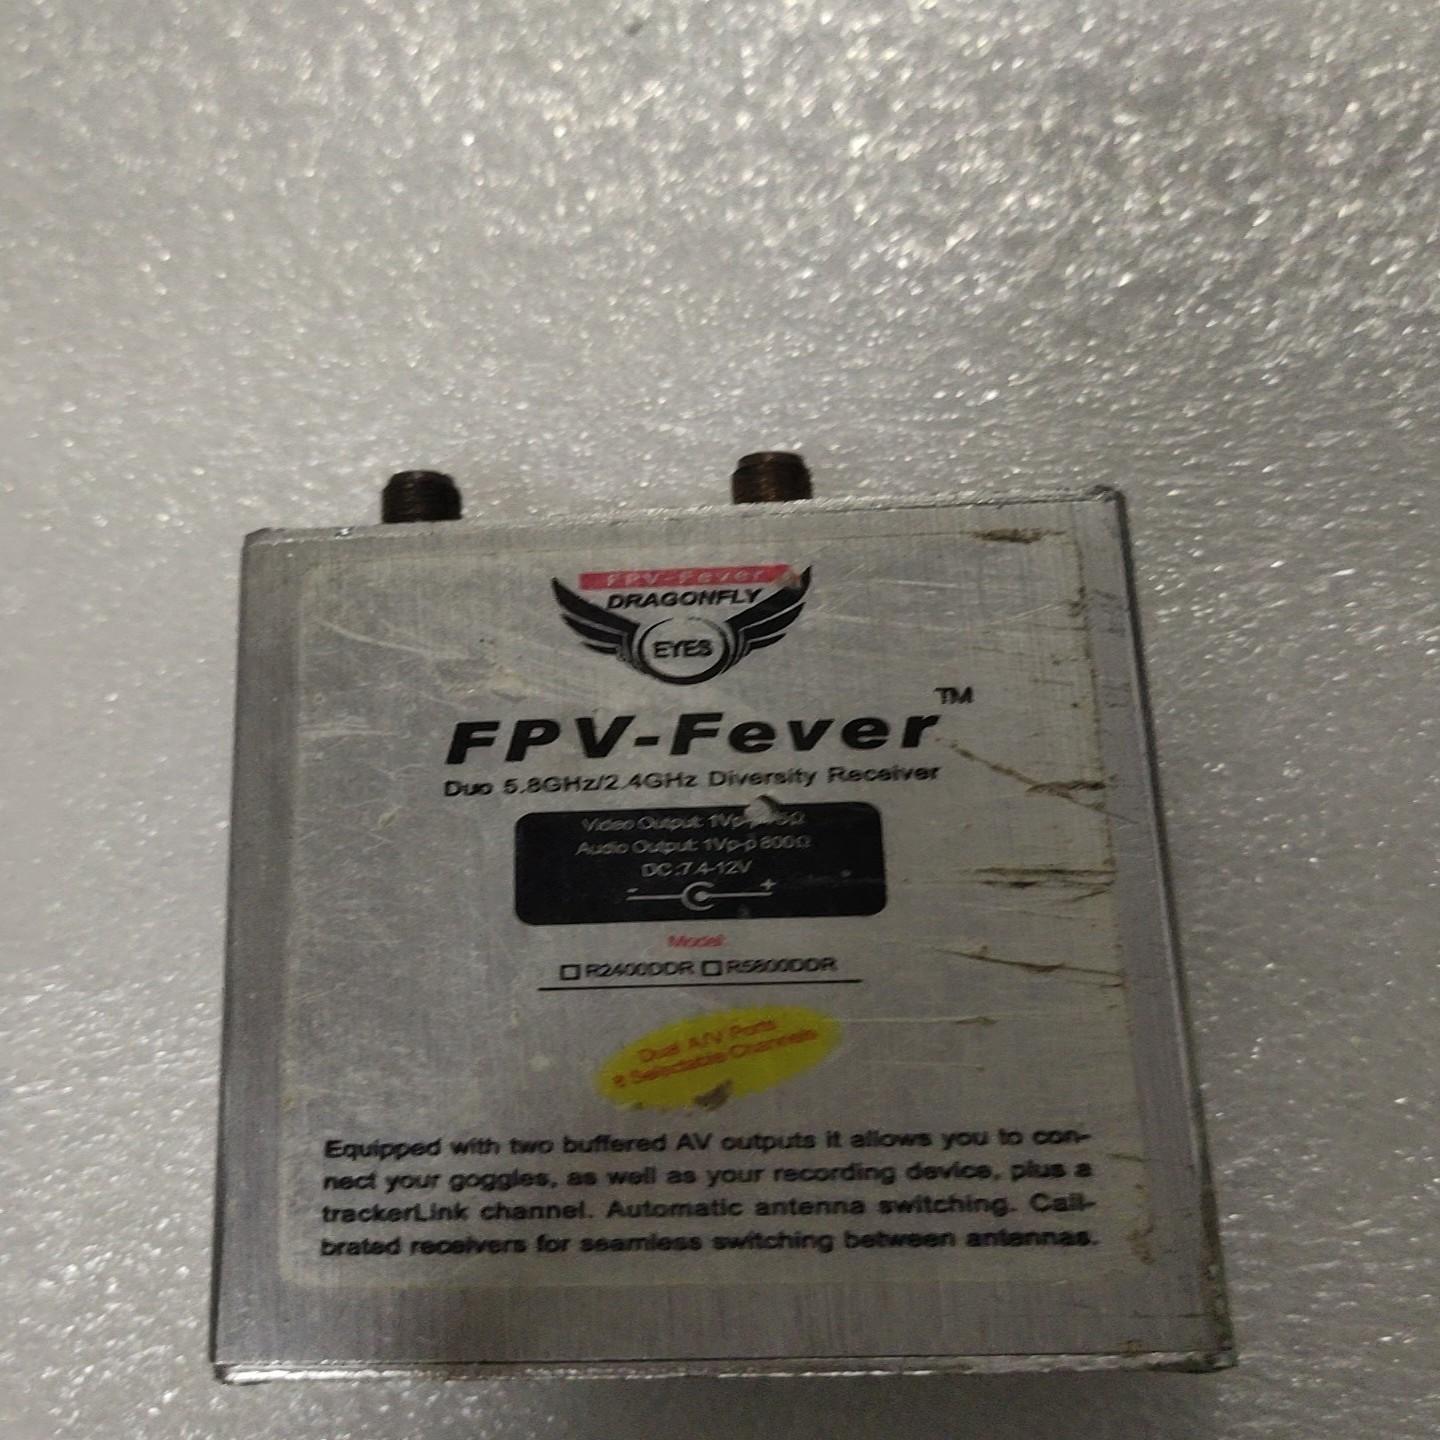 FPV-Fever
DRAGONFLY
EYES
FPV-Fever™
Duo 5.8GHz/2.4GHz Diversity Receiver
Video Output: 1Vp-p
Audio Output: 1Vp-p 800Ω
DC:7.4-12V
- +
Model:
□R2400DDR □R5800DDR
Dual A/V Ports
8 Selectable Channels
Equipped with two buffered AV outputs it allows you to con-
nect your goggles, as well as your recording device, plus a
trackerLink channel. Automatic antenna switching. Cali-
brated receivers for seamless switching between antennas.